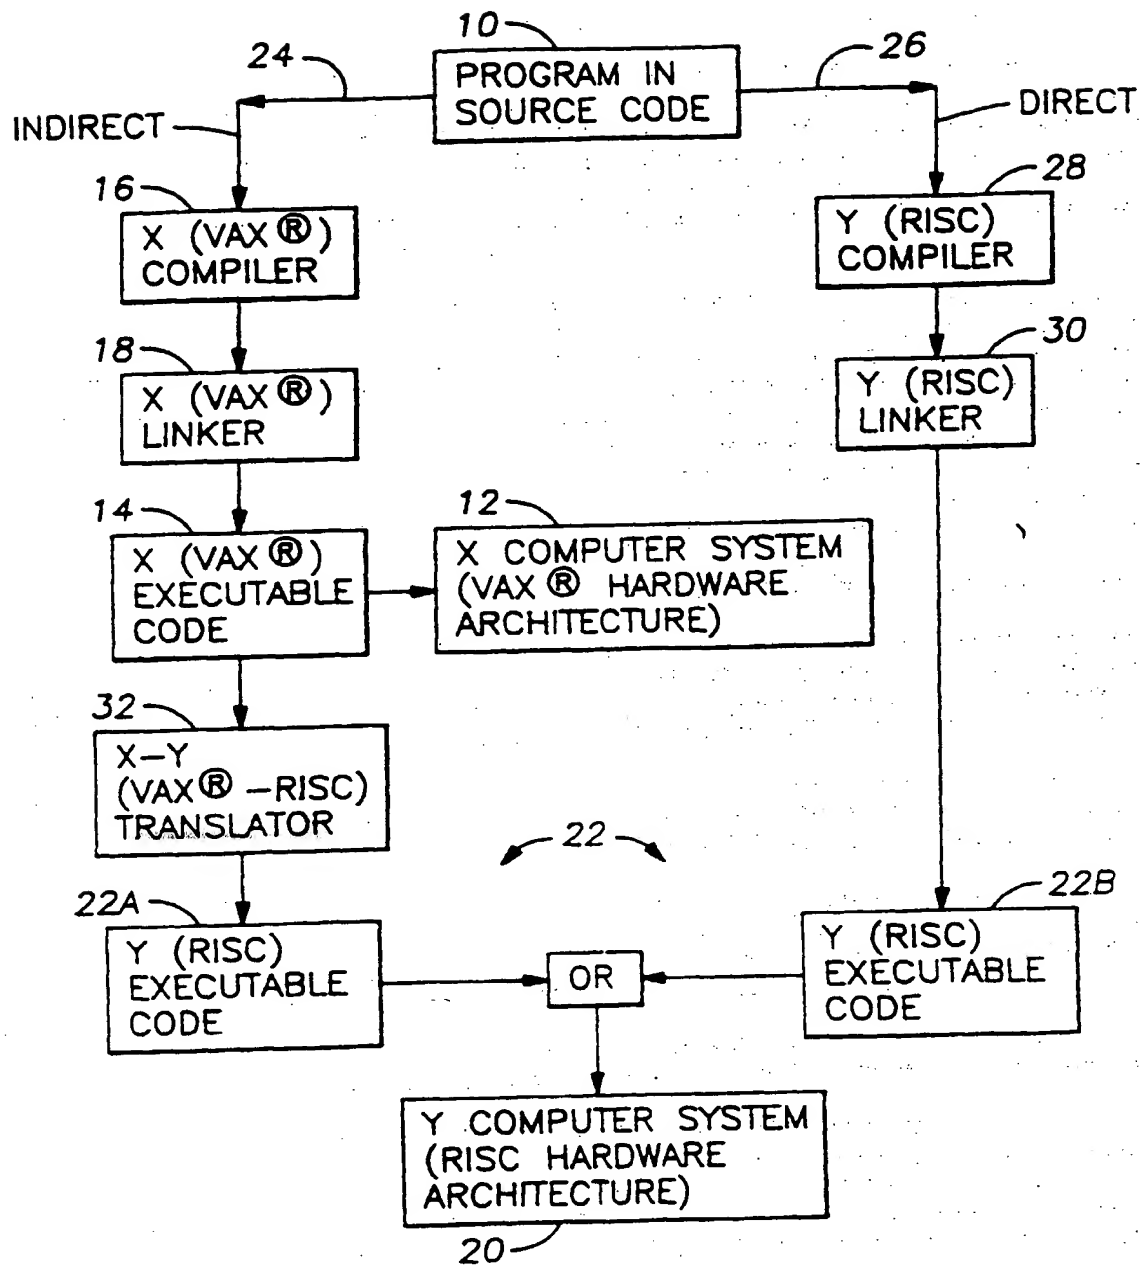 10
24
26
PROGRAM IN
SOURCE CODE
INDIRECT
DIRECT
16
28
X (VAX®)
COMPILER
Y (RISC)
COMPILER
18
30
X (VAX®)
LINKER
Y (RISC)
LINKER
14
12
X (VAX®)
EXECUTABLE
CODE
X COMPUTER SYSTEM
(VAX® HARDWARE
ARCHITECTURE)
32
X-Y
(VAX®-RISC)
TRANSLATOR
22
22A
22B
Y (RISC)
EXECUTABLE
CODE
OR
Y (RISC)
EXECUTABLE
CODE
Y COMPUTER SYSTEM
(RISC HARDWARE
ARCHITECTURE)
20